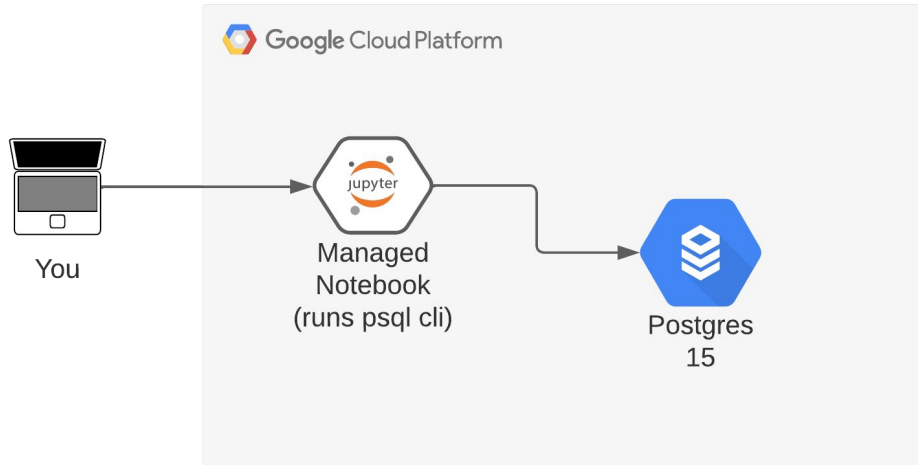 Google Cloud Platform
jupyter
You
Managed
Notebook
(runs psql cli)
Postgres
15